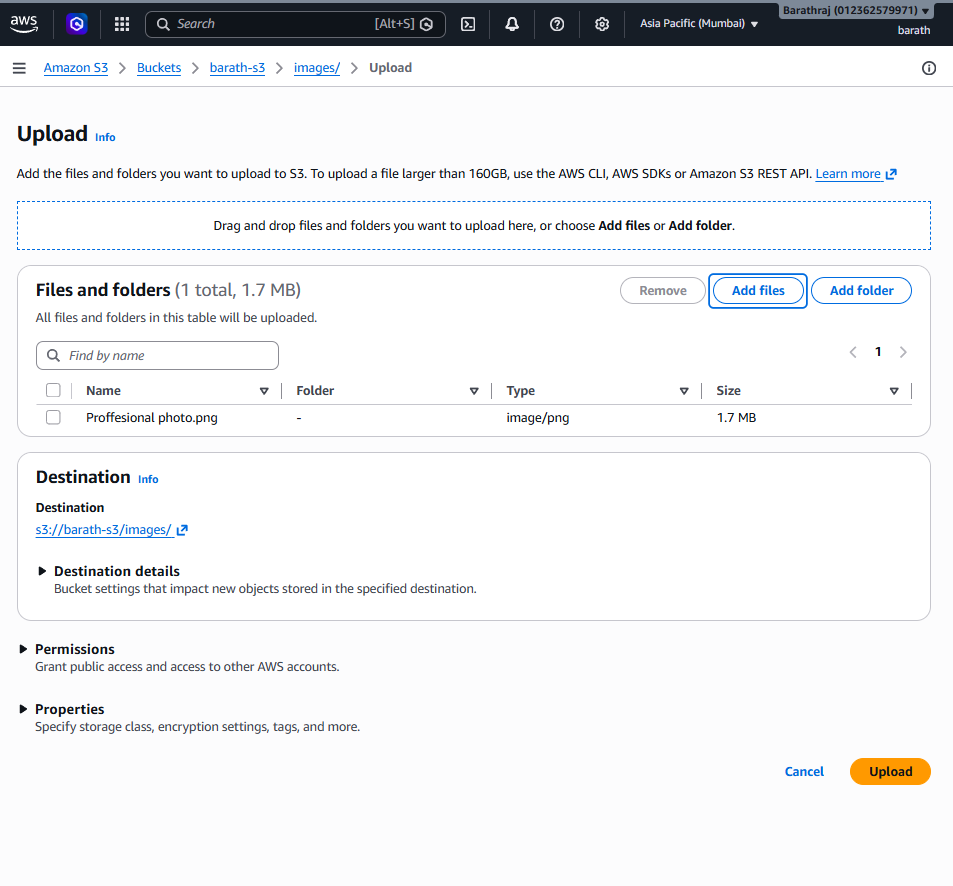 aws
Search [Alt+S]
Asia Pacific (Mumbai)
Barathraj (012362579971)
barath
Amazon S3 Buckets barath-s3 images/ Upload
Upload Info
Add the files and folders you want to upload to S3. To upload a file larger than 160GB, use the AWS CLI, AWS SDKs or Amazon S3 REST API. Learn more
Drag and drop files and folders you want to upload here, or choose Add files or Add folder.
Files and folders (1 total, 1.7 MB)
Remove Add files Add folder
All files and folders in this table will be uploaded.
Find by name
1
Name Folder Type Size
Proffesional photo.png - image/png 1.7 MB
Destination Info
Destination
s3://barath-s3/images/
Destination details
Bucket settings that impact new objects stored in the specified destination.
Permissions
Grant public access and access to other AWS accounts.
Properties
Specify storage class, encryption settings, tags, and more.
Cancel Upload